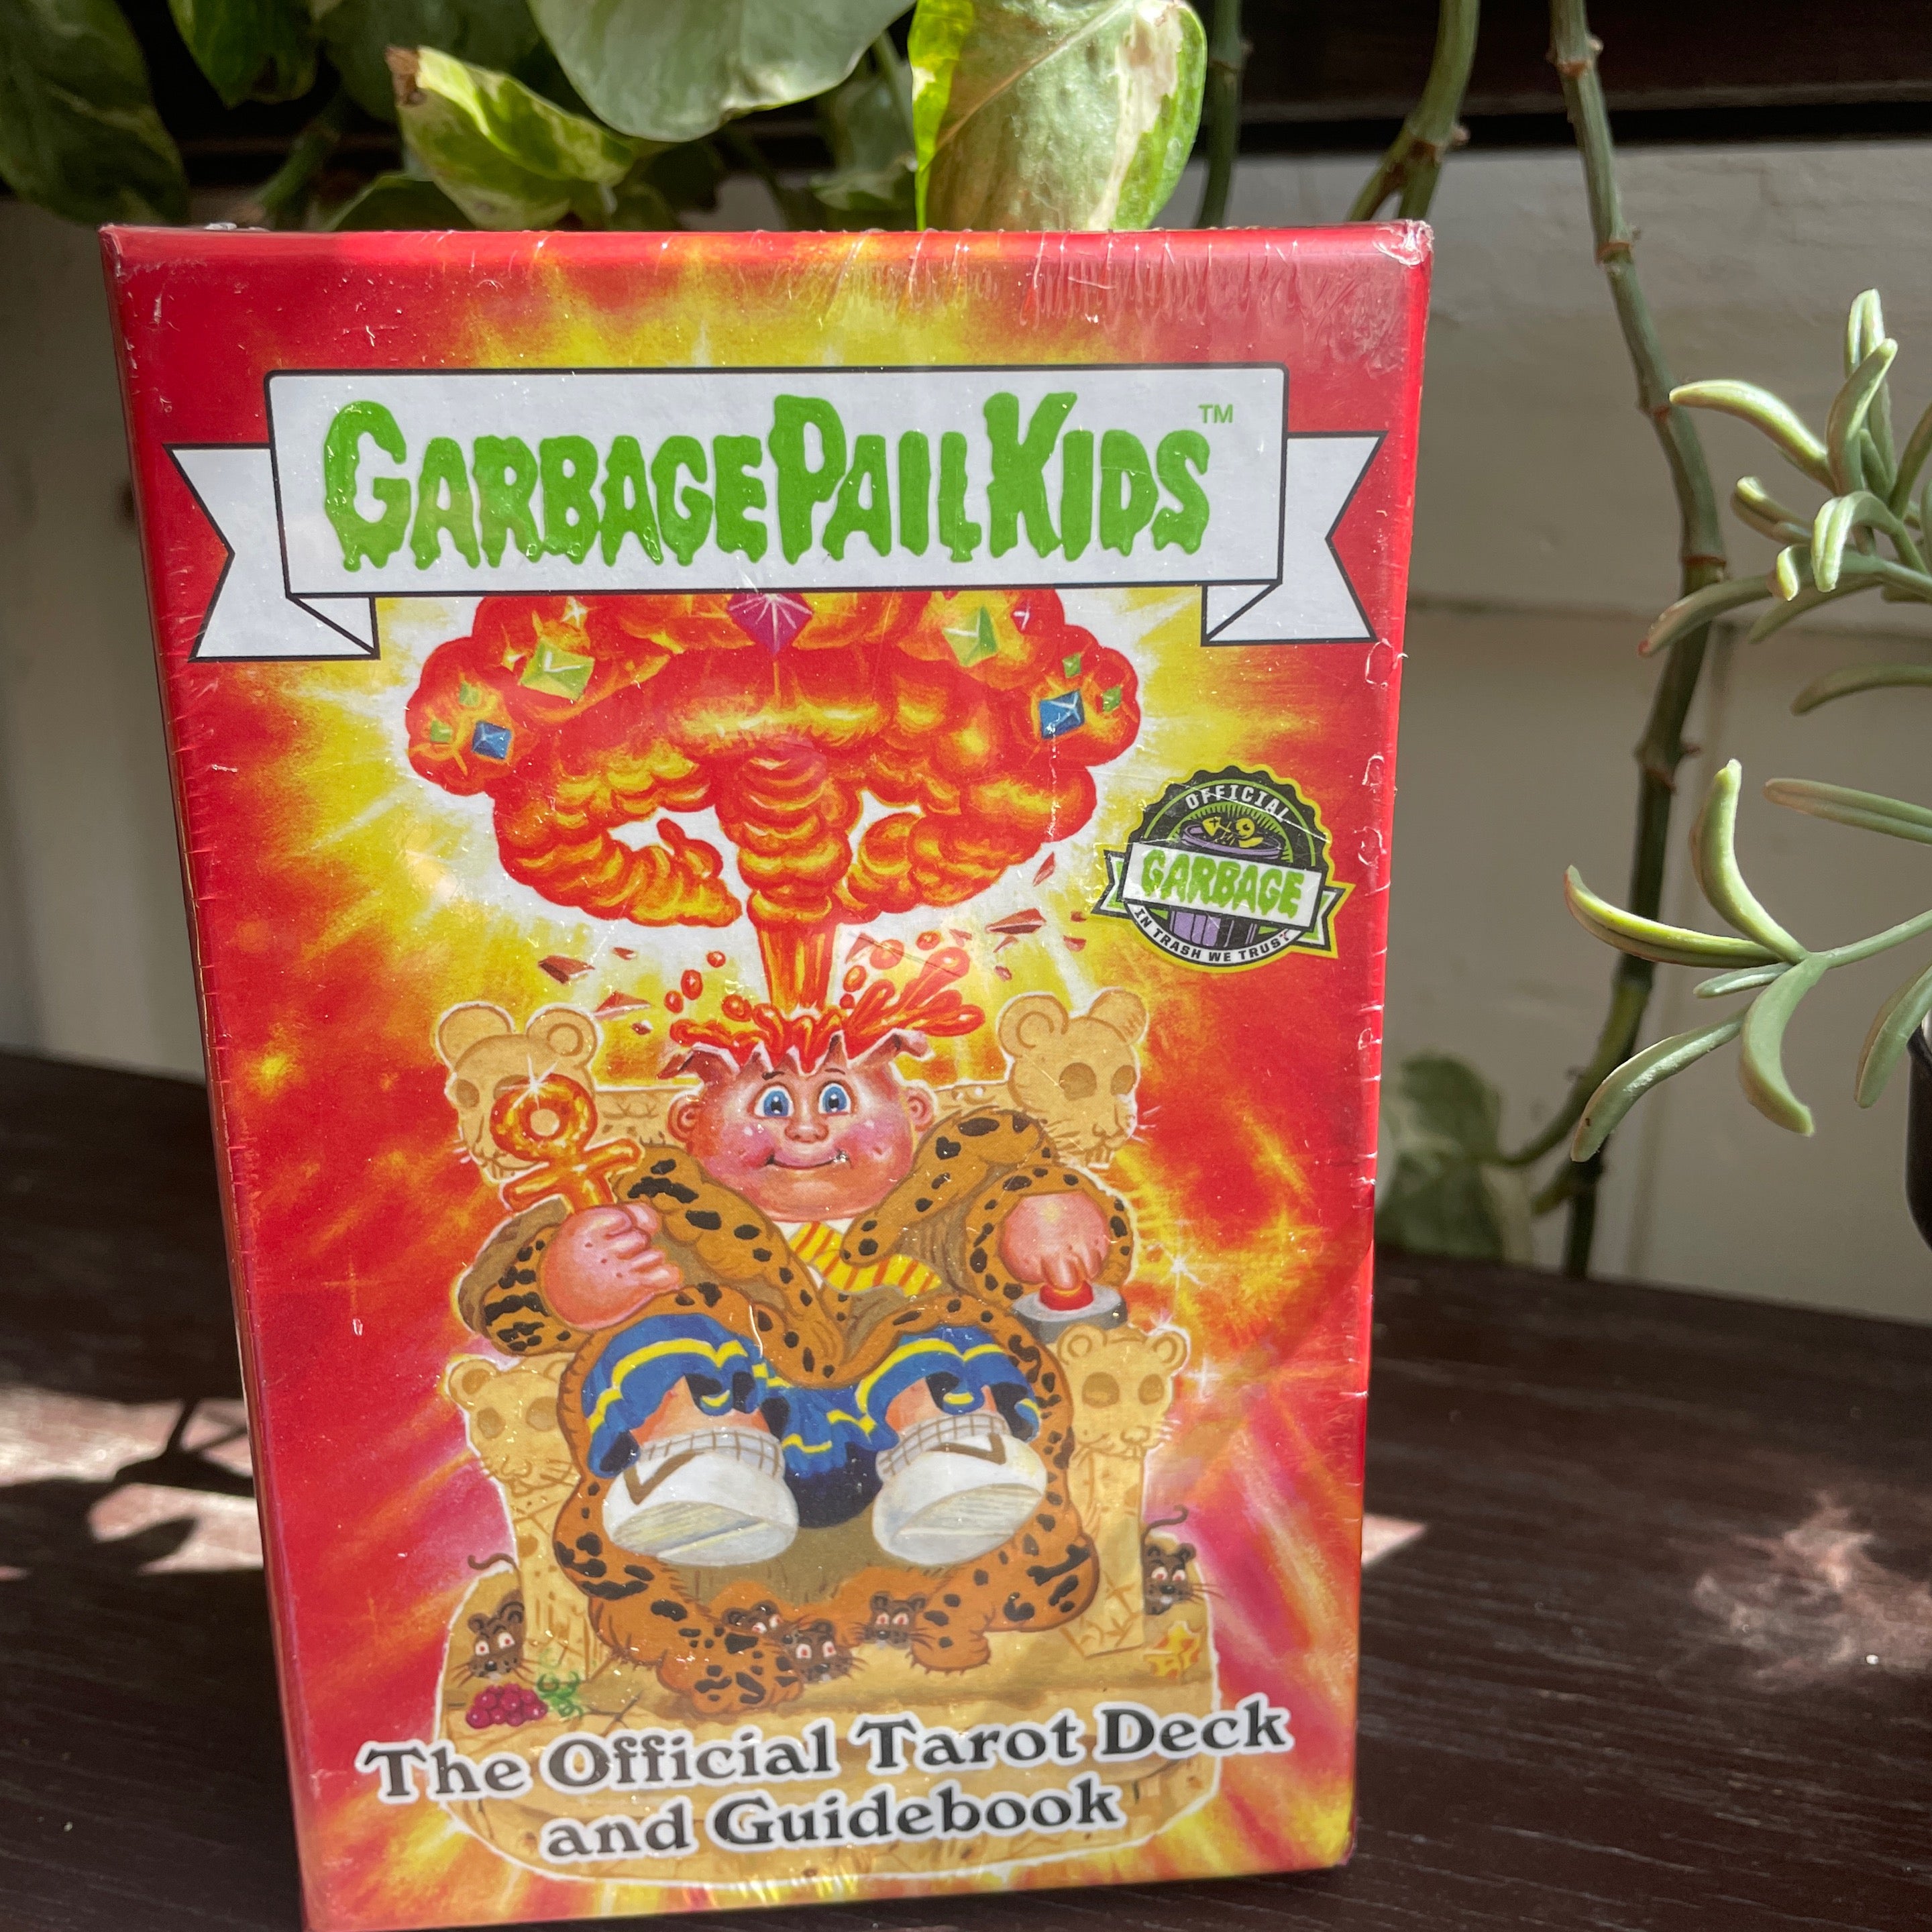 GARBAGE PAIL KIDS™
OFFICIAL
GARBAGE
IN TRASH WE TRUST
The Official Tarot Deck
and Guidebook